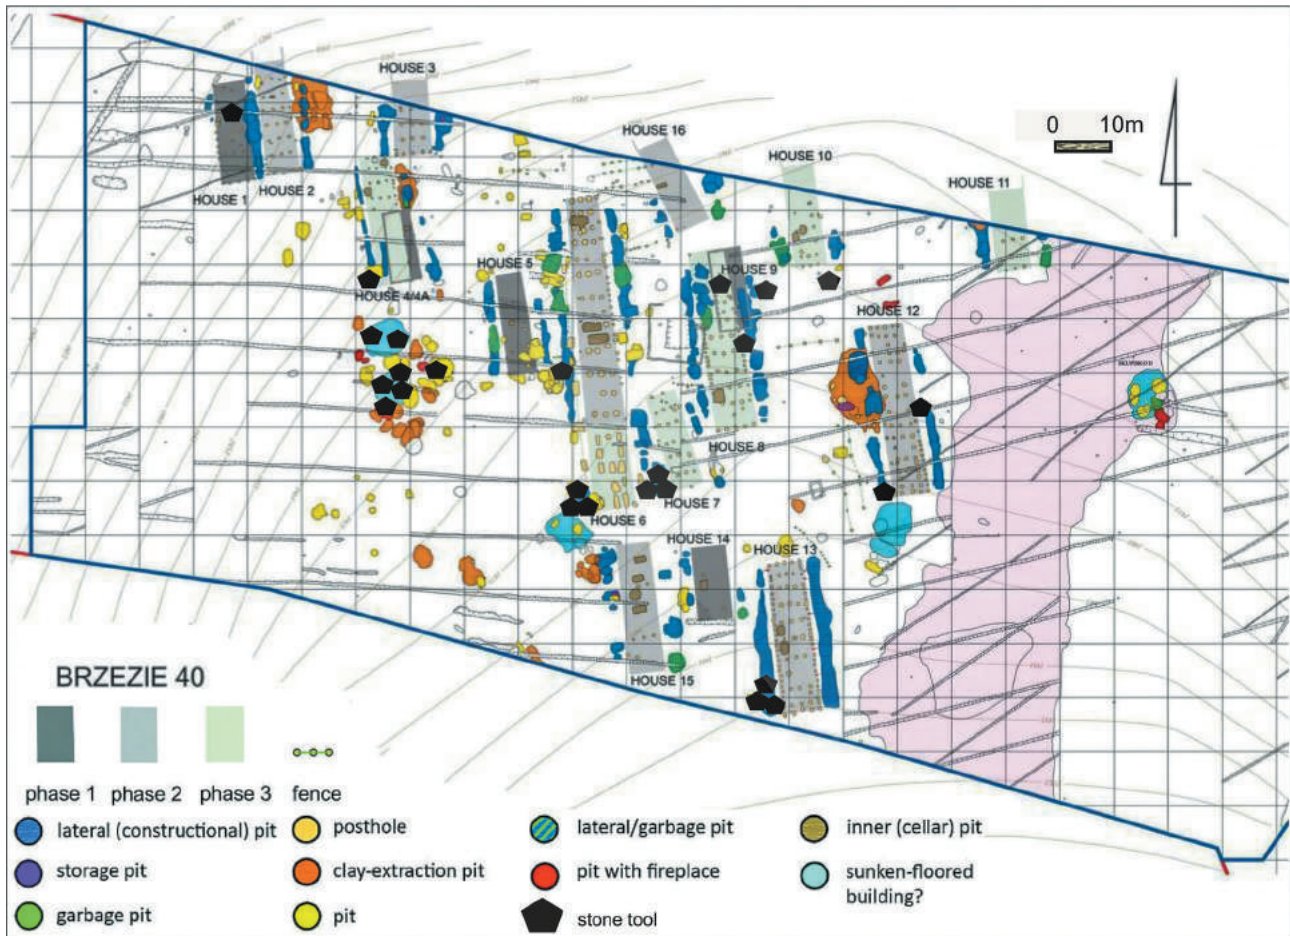 HOUSE 3
HOUSE 16
0 10m
HOUSE 10
HOUSE 11
HOUSE 1
HOUSE 2
HOUSE 5
HOUSE 9
HOUSE 4/4A
HOUSE 12
HOUSE 8
HOUSE 7
HOUSE 6
HOUSE 14
HOUSE 13
HOUSE 15
BRZEZIE 40
phase 1 phase 2 phase 3 fence
lateral (constructional) pit
posthole
lateral/garbage pit
inner (cellar) pit
storage pit
clay-extraction pit
pit with fireplace
sunken-floored
building?
garbage pit
pit
stone tool